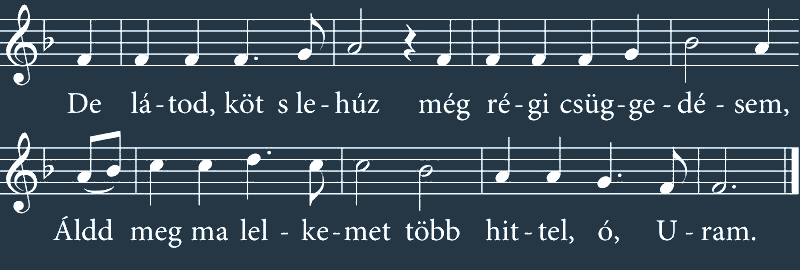 De lá-tod, köt s le-húz még ré-gi csüg-ge-dé-sem,
Áldd meg ma lel-ke-met több hit-tel, ó, U-ram.